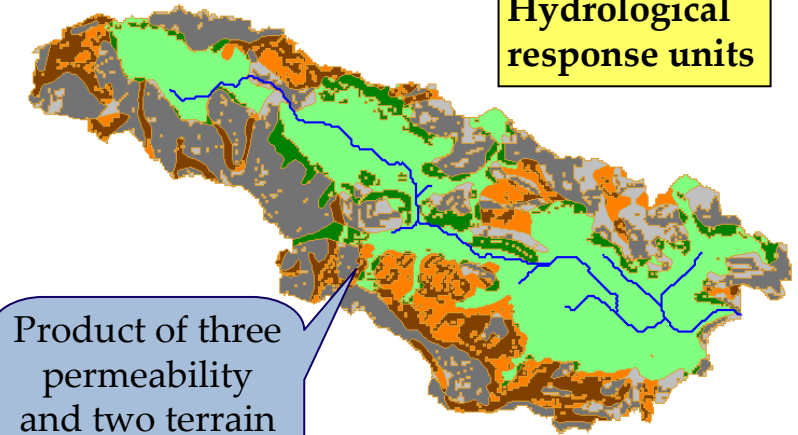 Hydrological
response units
Product of three
permeability
and two terrain